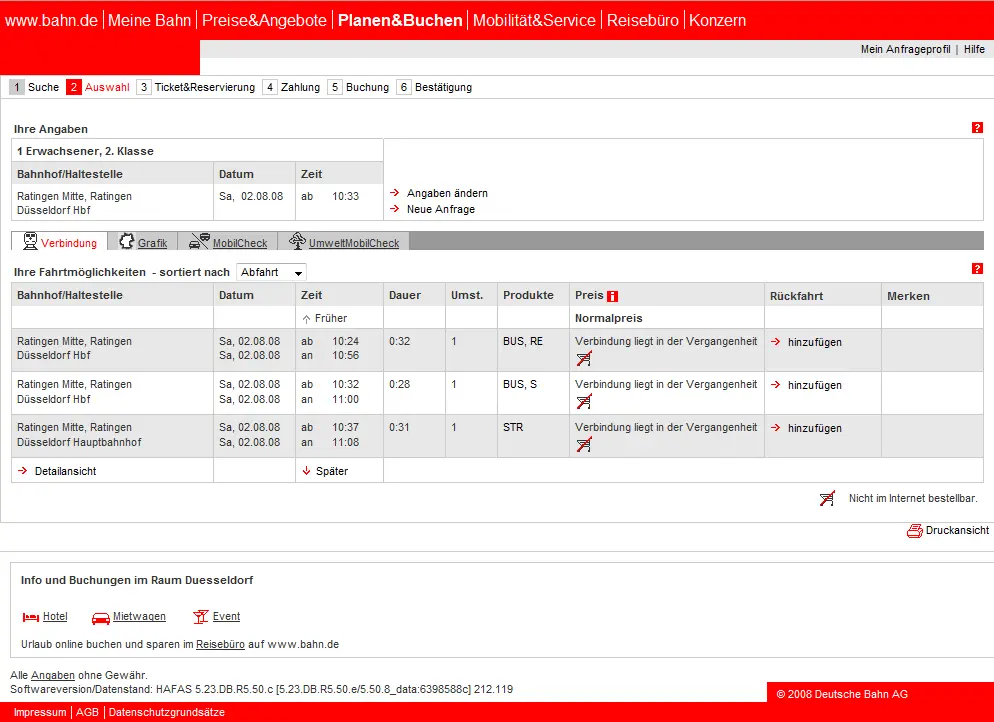 www.bahn.de | Meine Bahn | Preise&Angebote | Planen&Buchen | Mobilität&Service | Reisebüro | Konzern
Mein Anfrageprofil | Hilfe
1 Suche 2 Auswahl 3 Ticket&Reservierung 4 Zahlung 5 Buchung 6 Bestätigung
Ihre Angaben ?
1 Erwachsener, 2. Klasse
Bahnhof/Haltestelle Datum Zeit
Ratingen Mitte, Ratingen Sa, 02.08.08 ab 10:33
Düsseldorf Hbf
Angaben ändern
Neue Anfrage
Verbindung Grafik MobilCheck UmweltMobilCheck
Ihre Fahrtmöglichkeiten - sortiert nach Abfahrt ?
Bahnhof/Haltestelle Datum Zeit Dauer Umst. Produkte Preis i Rückfahrt Merken
Früher Normalpreis
Ratingen Mitte, Ratingen Sa, 02.08.08 ab 10:24 0:32 1 BUS, RE Verbindung liegt in der Vergangenheit hinzufügen
Düsseldorf Hbf Sa, 02.08.08 an 10:56
Ratingen Mitte, Ratingen Sa, 02.08.08 ab 10:32 0:28 1 BUS, S Verbindung liegt in der Vergangenheit hinzufügen
Düsseldorf Hbf Sa, 02.08.08 an 11:00
Ratingen Mitte, Ratingen Sa, 02.08.08 ab 10:37 0:31 1 STR Verbindung liegt in der Vergangenheit hinzufügen
Düsseldorf Hauptbahnhof Sa, 02.08.08 an 11:08
Detailansicht Später
Nicht im Internet bestellbar.
Druckansicht
Info und Buchungen im Raum Duesseldorf
Hotel Mietwagen Event
Urlaub online buchen und sparen im Reisebüro auf www.bahn.de
Alle Angaben ohne Gewähr.
Softwareversion/Datenstand: HAFAS 5.23.DB.R5.50.c [5.23.DB.R5.50.e/5.50.8_data:6398588c] 212.119
© 2008 Deutsche Bahn AG
Impressum | AGB | Datenschutzgrundsätze